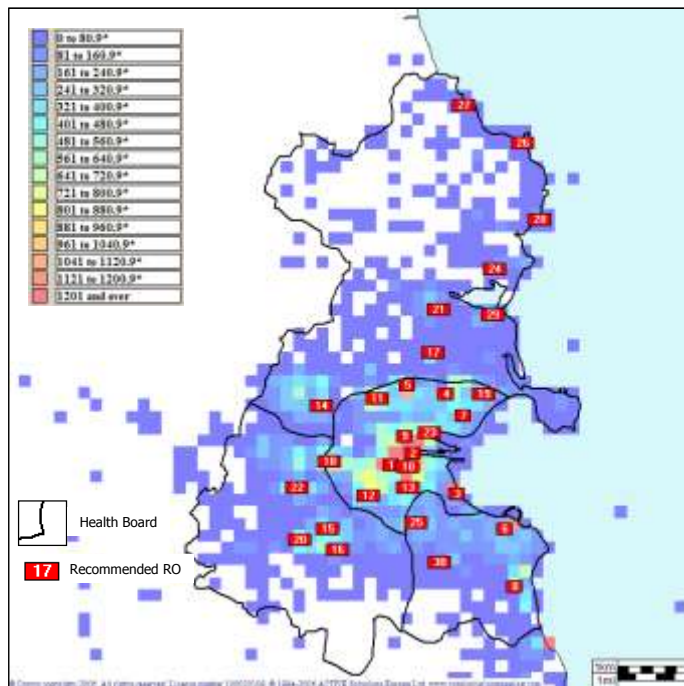 0 to 80.9*
81 to 160.9*
161 to 240.9*
241 to 320.9*
321 to 400.9*
401 to 480.9*
481 to 560.9*
561 to 640.9*
641 to 720.9*
721 to 800.9*
801 to 880.9*
881 to 960.9*
961 to 1040.9*
1041 to 1120.9*
1121 to 1200.9*
1201 and over
27
26
28
24
21
29
17
5
11
4
19
14
7
23
9
2
18
1
10
22
12
13
3
25
15
6
20
16
30
8
Health Board
17 Recommended RO
1km
1mi